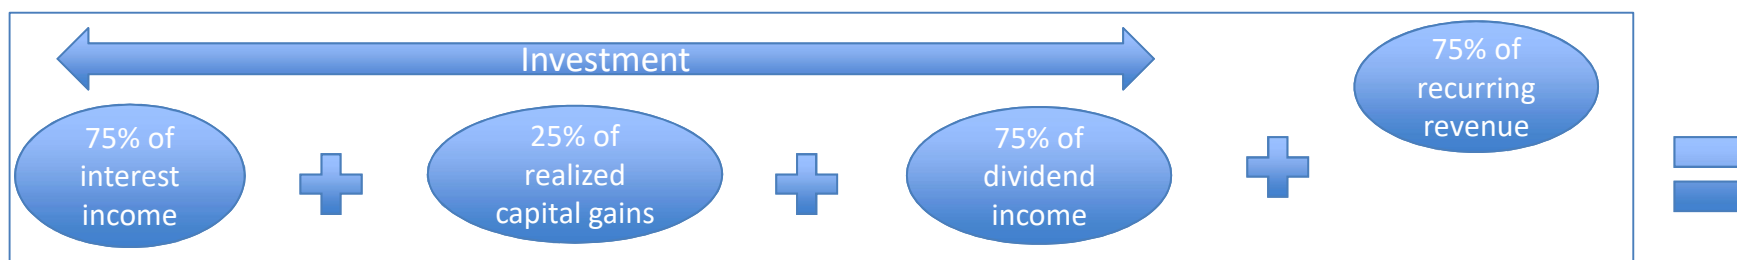 Investment
75% of
interest
income
25% of
realized
capital gains
75% of
dividend
income
75% of
recurring
revenue